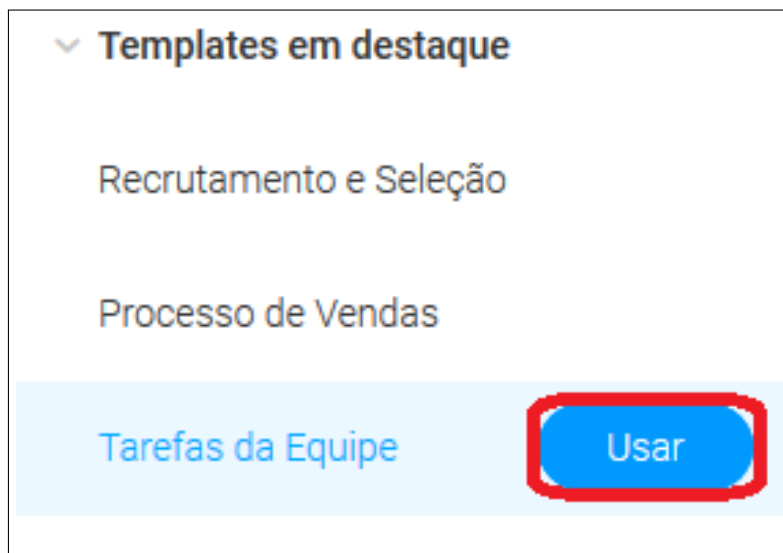 Templates em destaque
Recrutamento e Seleção
Processo de Vendas
Tarefas da Equipe Usar